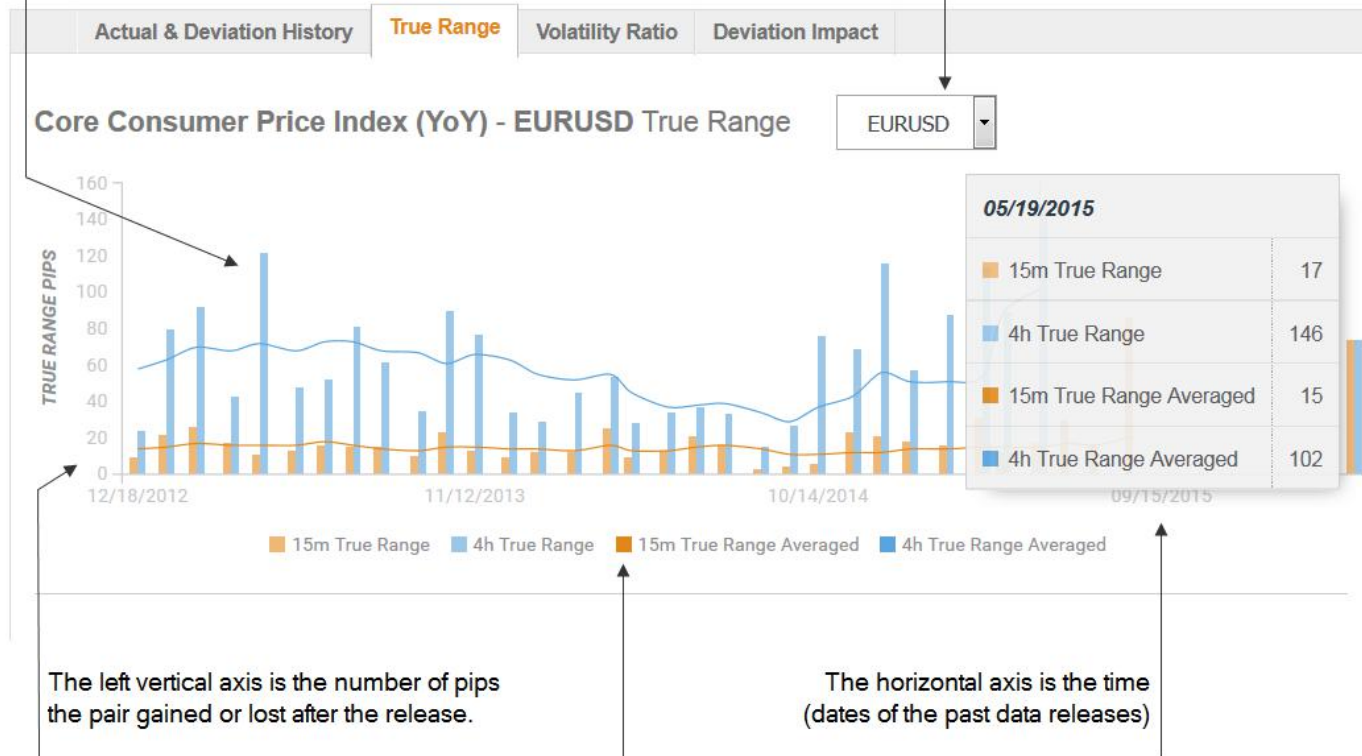 Actual & Deviation History True Range Volatility Ratio Deviation Impact
Core Consumer Price Index (YoY) - EURUSD True Range EURUSD
160
140
120
100
80
60
40
20
0
TRUE RANGE PIPS
05/19/2015
15m True Range 17
4h True Range 146
15m True Range Averaged 15
4h True Range Averaged 102
12/18/2012 11/12/2013 10/14/2014 09/15/2015
15m True Range 4h True Range 15m True Range Averaged 4h True Range Averaged
The left vertical axis is the number of pips
the pair gained or lost after the release.
The horizontal axis is the time
(dates of the past data releases)